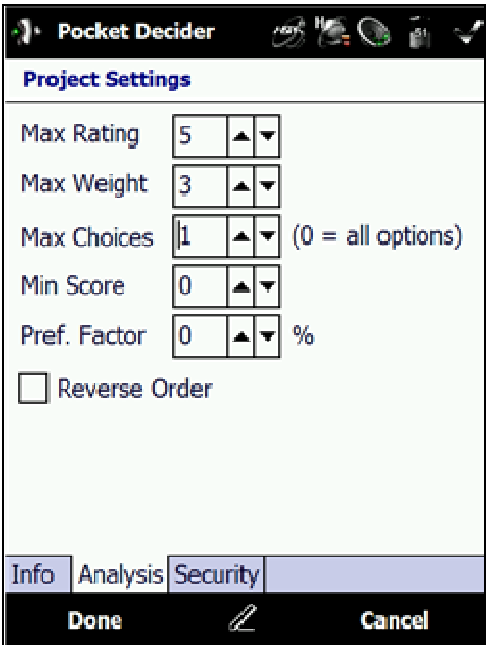 Pocket Decider
Project Settings
Max Rating 5
Max Weight 3
Max Choices 1 (0 = all options)
Min Score 0
Pref. Factor 0 %
Reverse Order
Info Analysis Security
Done Cancel